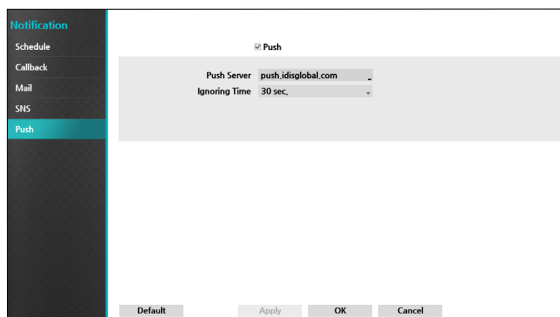 Notification
Schedule
Callback
Mail
SNS
Push
Push
Push Server push.idisglobal.com
Ignoring Time 30 sec.
Default Apply OK Cancel